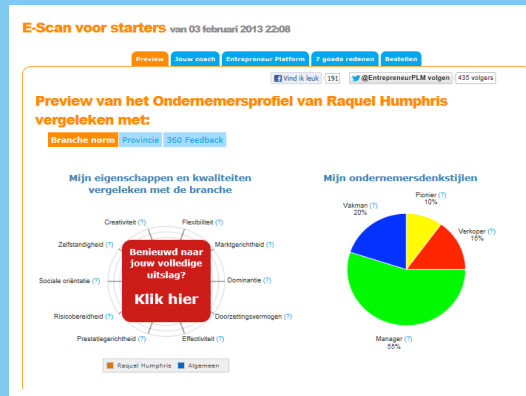 E-Scan voor starters van 03 februari 2013 22:08
Preview Jouw coach Entrepreneur Platform 7 goede redenen Bestellen
Vind ik leuk 191 @EntrepreneurPLM volgen 435 volgers
Preview van het Ondernemersprofiel van Raquel Humphris
vergeleken met:
Branche norm Provincie 360 Feedback
Mijn eigenschappen en kwaliteiten
vergeleken met de branche
Creativiteit (?) Flexibiliteit (?)
Zelfstandigheid (?) Marktgerichtheid (?)
Sociale oriëntatie (?) Dominantie (?)
Risicobereidheid (?) Doorzettingsvermogen (?)
Prestatiegerichtheid (?) Effectiviteit (?)
Benieuwd naar
jouw volledige
uitslag?
Klik hier
Raquel Humphris Algemeen
Mijn ondernemersdenkstijlen
Pionier (?)
10%
Vakman (?)
20%
Verkoper (?)
15%
Manager (?)
55%